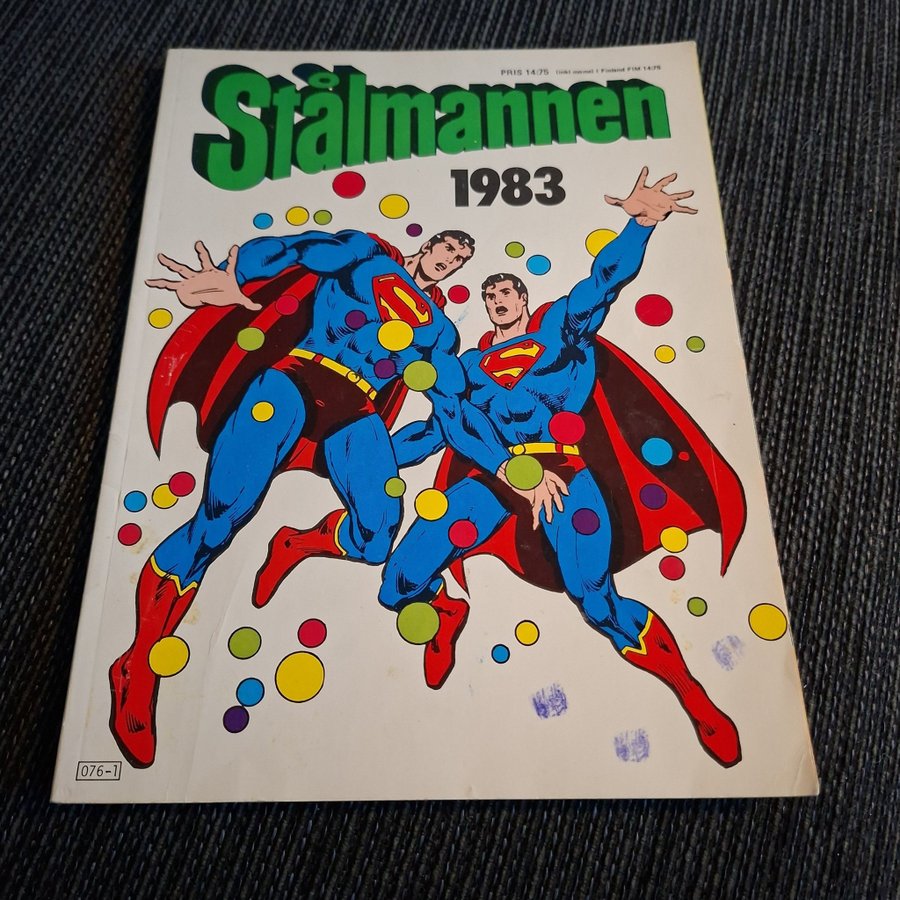 PRIS 14:75 (inkl moms) i Finland FIM 14:75
Stålmannen
1983
S
S
076-1